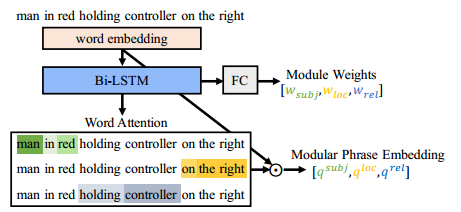 man in red holding controller on the right
word embedding
Bi-LSTM
FC
Module Weights
[w_subj,w_loc,w_rel]
Word Attention
man in red holding controller on the right
man in red holding controller on the right
man in red holding controller on the right
Modular Phrase Embedding
[q^subj,q^loc,q^rel]